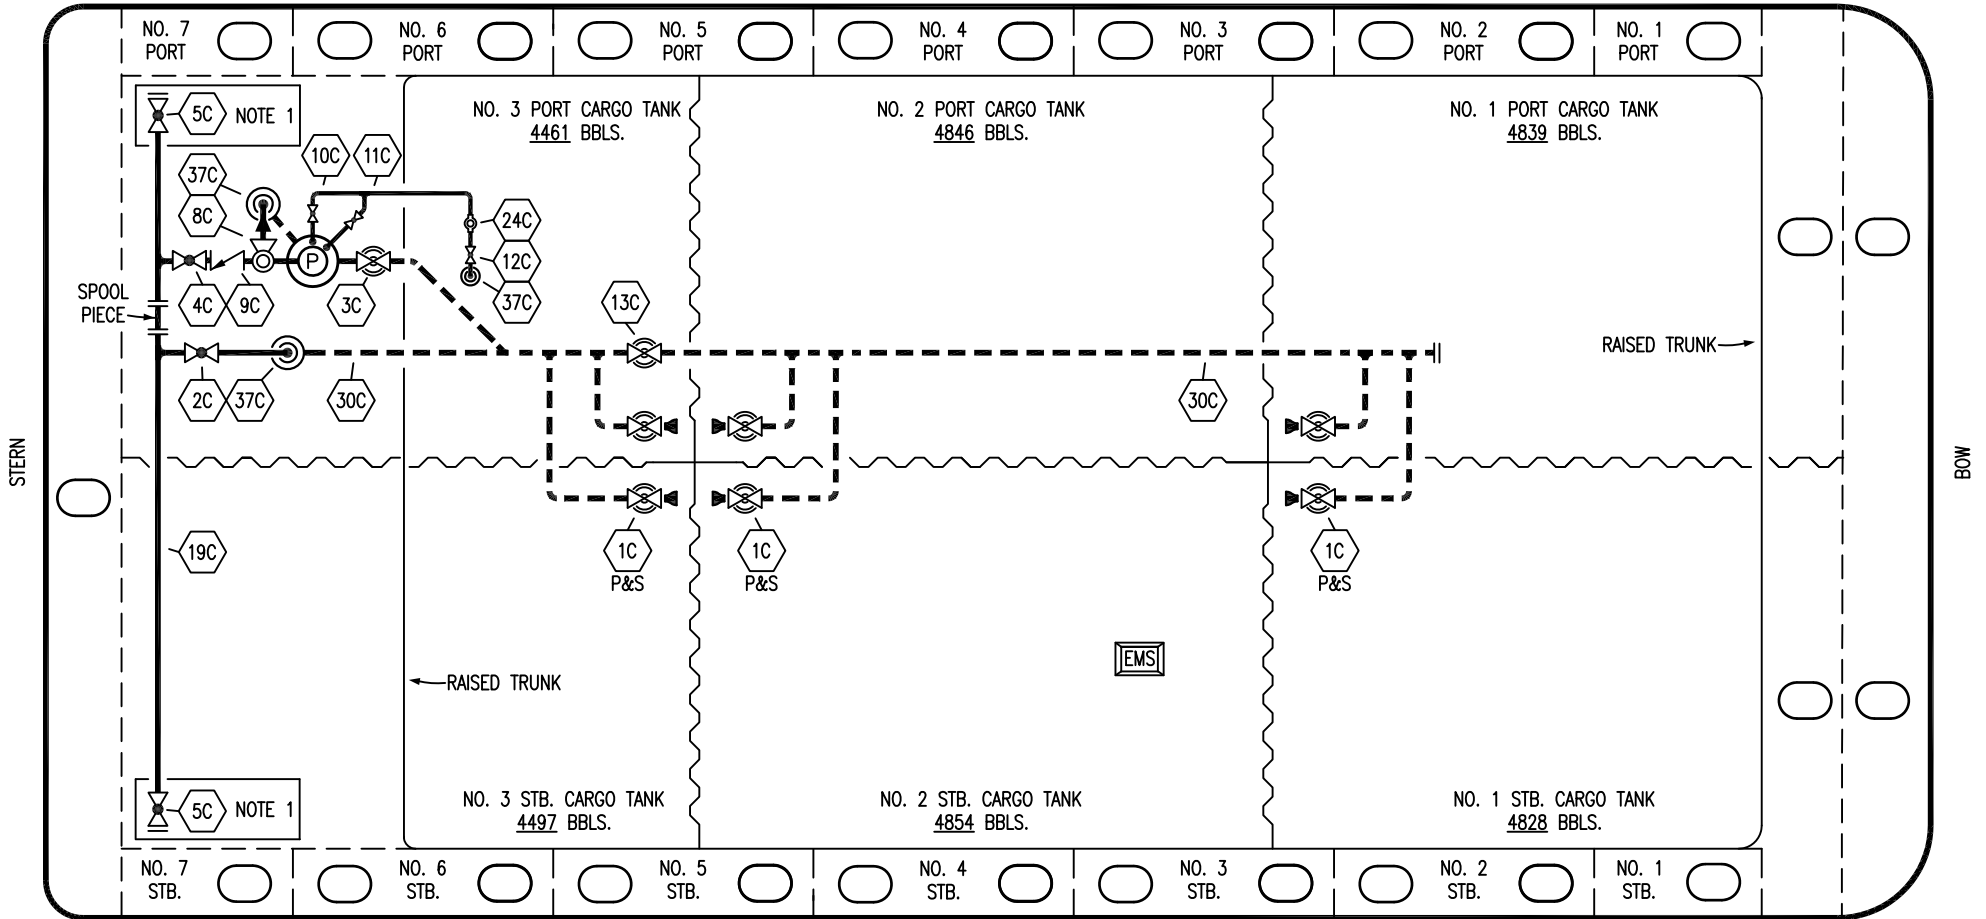 NO. 7
PORT
NO. 6
PORT
NO. 5
PORT
NO. 4
PORT
NO. 3
PORT
NO. 2
PORT
NO. 1
PORT
5C
NOTE 1
NO. 3 PORT CARGO TANK
4461 BBLS.
NO. 2 PORT CARGO TANK
4846 BBLS.
NO. 1 PORT CARGO TANK
4839 BBLS.
10C
11C
37C
8C
24C
P
12C
37C
4C
9C
3C
13C
SPOOL
PIECE
RAISED TRUNK
2C
37C
30C
30C
STERN
BOW
19C
1C
P&S
1C
P&S
1C
P&S
EMS
RAISED TRUNK
5C
NOTE 1
NO. 3 STB. CARGO TANK
4497 BBLS.
NO. 2 STB. CARGO TANK
4854 BBLS.
NO. 1 STB. CARGO TANK
4828 BBLS.
NO. 7
STB.
NO. 6
STB.
NO. 5
STB.
NO. 4
STB.
NO. 3
STB.
NO. 2
STB.
NO. 1
STB.